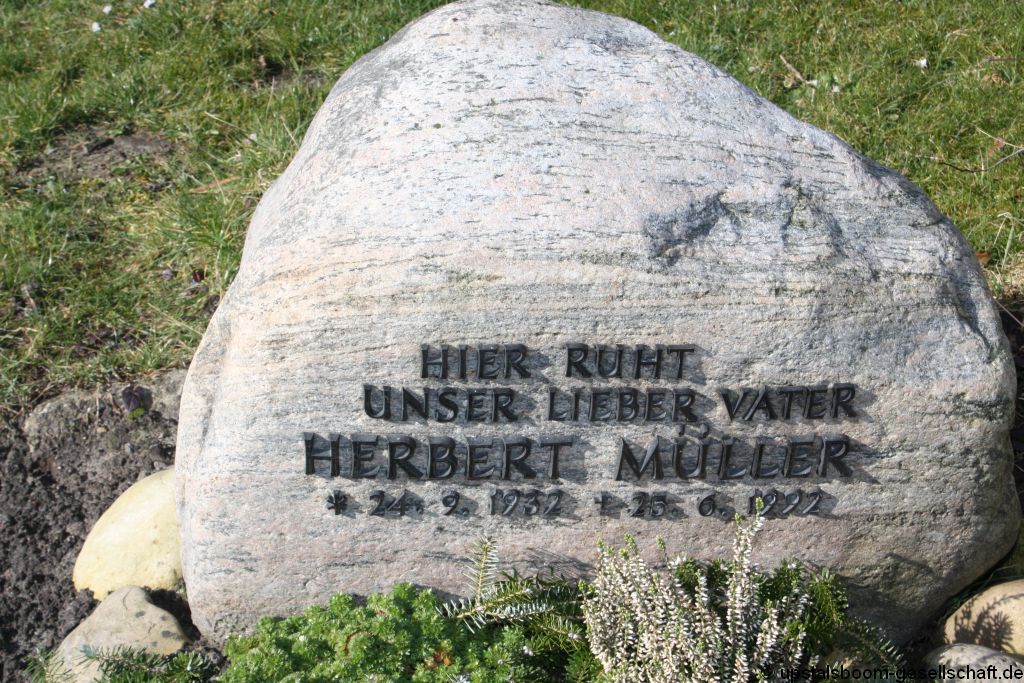 HIER RUHT
UNSER LIEBER VATER
HERBERT MÜLLER
* 24. 9. 1932 † 25. 6. 1992
© upstalsboom-gesellschaft.de